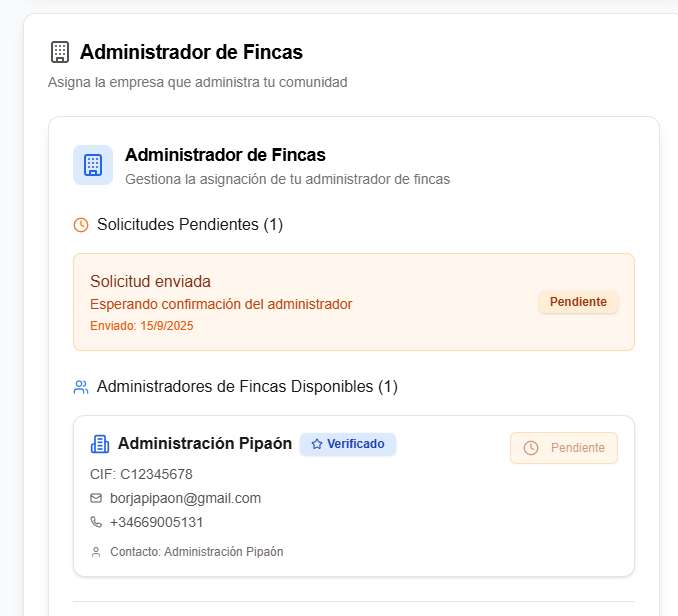 Administrador de Fincas
Asigna la empresa que administra tu comunidad
Administrador de Fincas
Gestiona la asignación de tu administrador de fincas
Solicitudes Pendientes (1)
Solicitud enviada
Esperando confirmación del administrador
Enviado: 15/9/2025
Pendiente
Administradores de Fincas Disponibles (1)
Administración Pipaón
Verificado
Pendiente
CIF: C12345678
borjapipaon@gmail.com
+34669005131
Contacto: Administración Pipaón